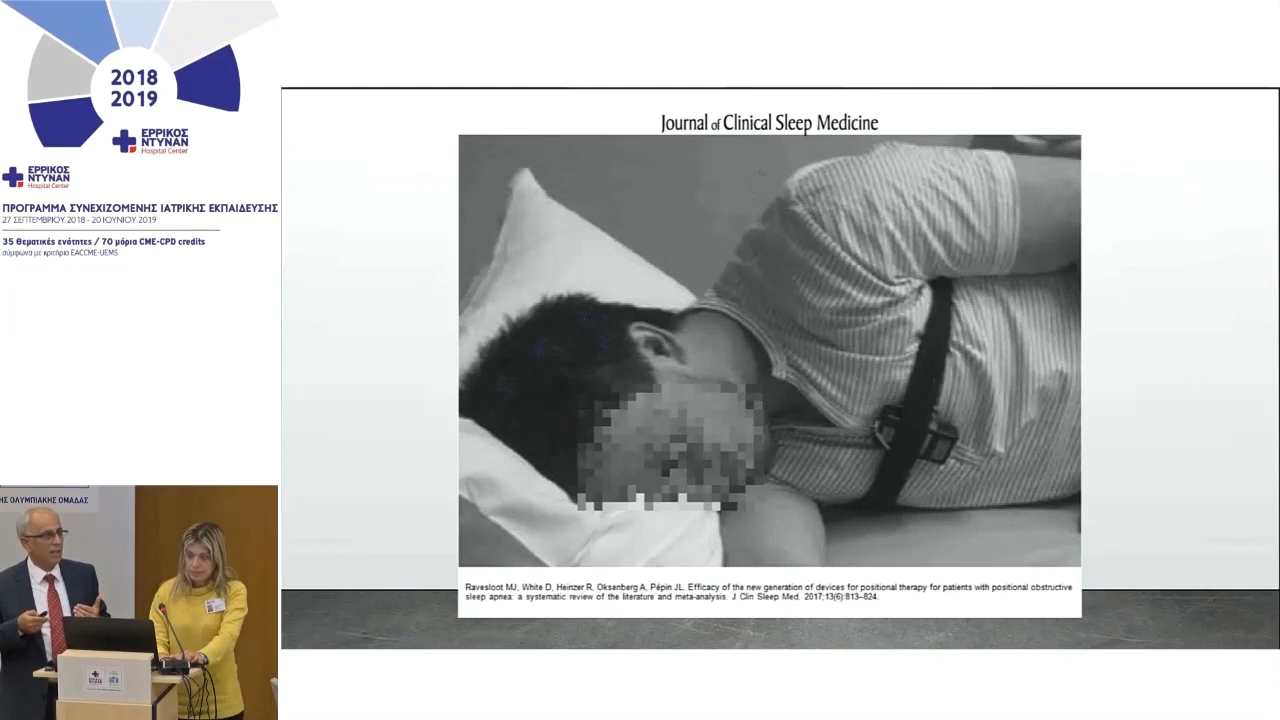 2018
2019
ΕΡΡΙΚΟΣ
ΝΤΥΝΑΝ
Hospital Center
ΕΡΡΙΚΟΣ
ΝΤΥΝΑΝ
Hospital Center
ΠΡΟΓΡΑΜΜΑ ΣΥΝΕΧΙΖΟΜΕΝΗΣ ΙΑΤΡΙΚΗΣ ΕΚΠΑΙΔΕΥΣΗΣ
27 ΣΕΠΤΕΜΒΡΙΟΥ 2018 - 20 ΙΟΥΝΙΟΥ 2019
35 Θεματικές ενότητες / 70 μόρια CME-CPD credits
σύμφωνα με κριτήρια EACCME-UEMS
Journal of Clinical Sleep Medicine
Ravesloot MJ, White D, Heinzer R, Oksenberg A, Pépin JL. Efficacy of the new generation of devices for positional therapy for patients with positional obstructive
sleep apnea: a systematic review of the literature and meta-analysis. J Clin Sleep Med. 2017;13(6):813–824.
ΗΣ ΟΛΥΜΠΙΑΚΗΣ ΟΜΑΔΑΣ